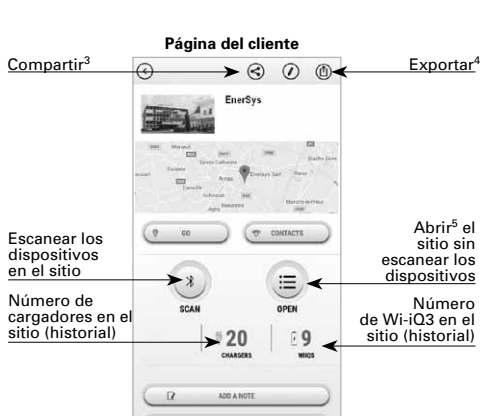 Página del cliente
Compartir³
Exportar⁴
EnerSys
GO
CONTACTS
Escanear los
dispositivos
en el sitio
Abrir⁵ el
sitio sin
escanear los
dispositivos
SCAN
OPEN
Número de
cargadores en el
sitio (historial)
Número
de Wi-iQ3 en el
sitio (historial)
20
CHARGERS
9
WIIQS
ADD A NOTE